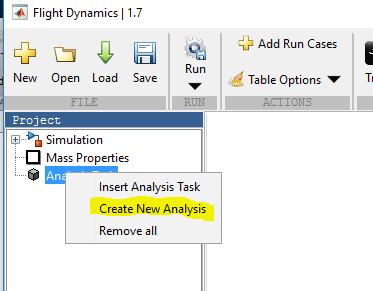 Flight Dynamics | 1.7
New
Open
Load
Save
Run
Add Run Cases
Table Options
FILE
RUN
ACTIONS
Project
Simulation
Mass Properties
Insert Analysis Task
Create New Analysis
Remove all